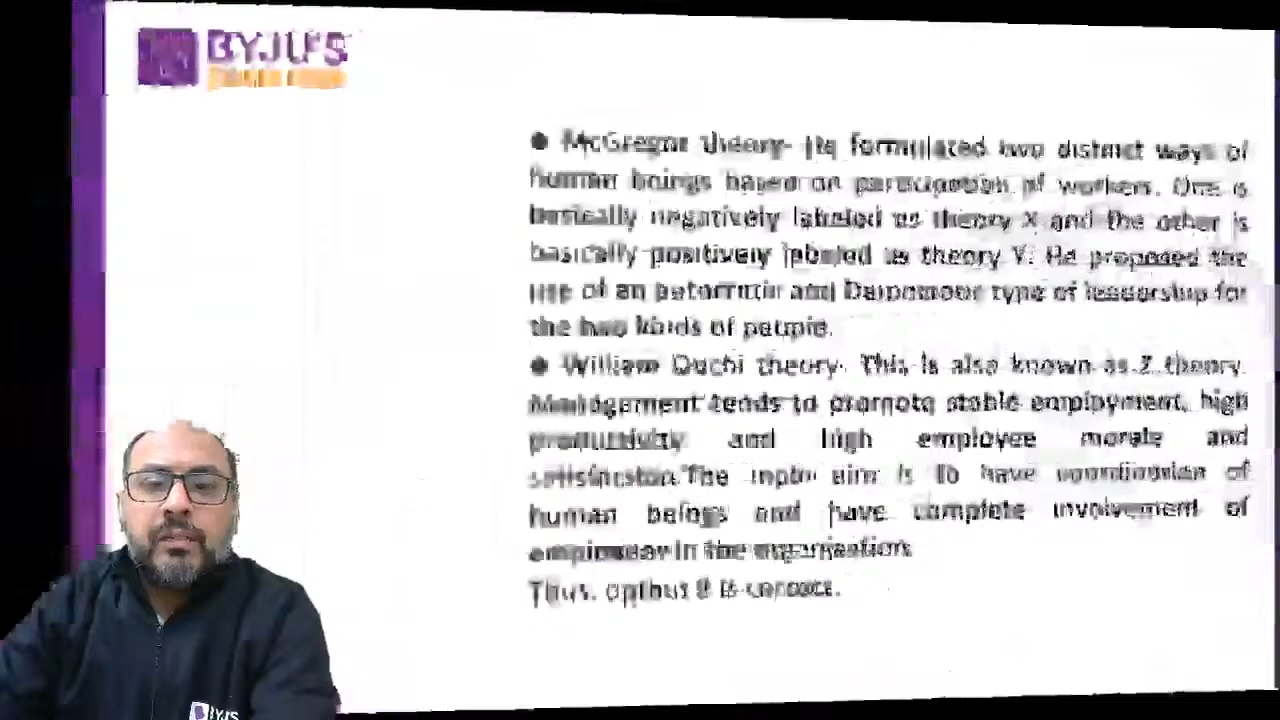 BYJU'S
● McGregor theory- He formulated two distinct ways of
human beings based on participation of workers. One is
basically negatively labeled as theory X and the other is
basically positively labeled as theory Y. He proposed the
use of an and type of leadership for
the two kinds of people.
● William Ouchi theory- This is also known as Z theory.
Management tends to promote stable employment, high
productivity and high employee morale and
satisfaction. The main aim is to have coordination of
human beings and have complete involvement of
employees in the organisation.
Thus, option is correct.
BYJU'S